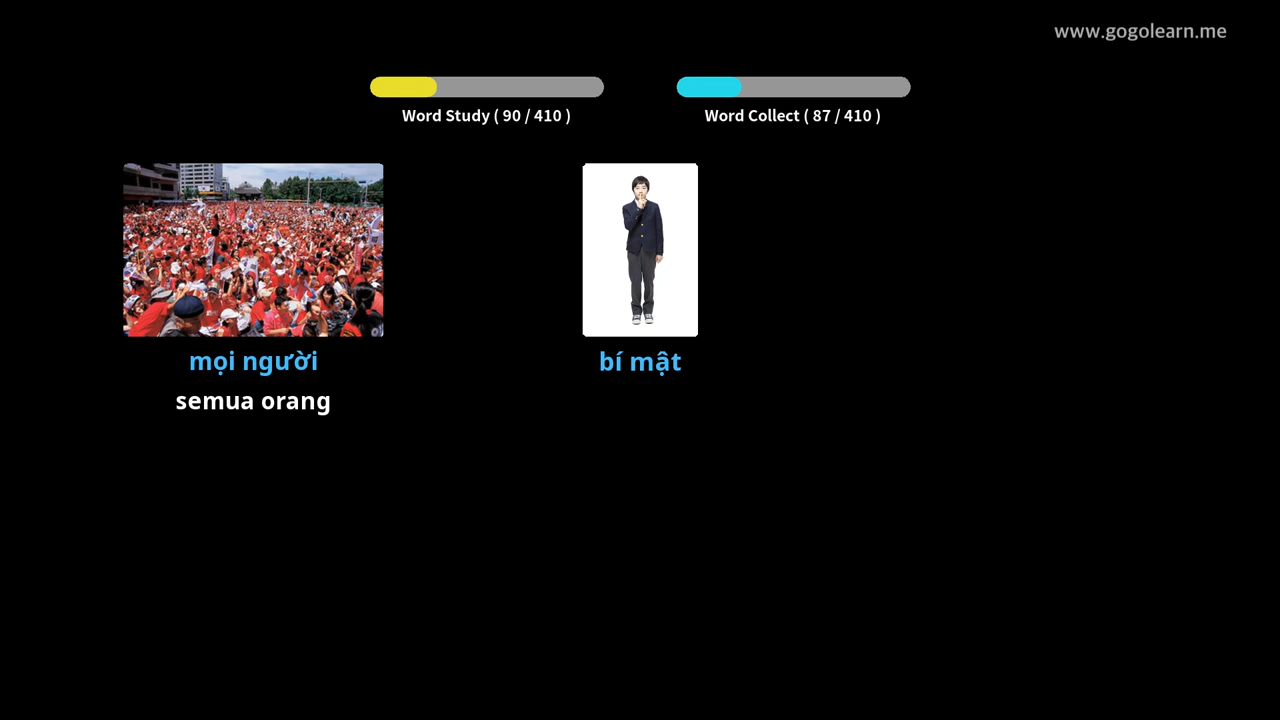 www.gogolearn.me
Word Study ( 90 / 410 )
Word Collect ( 87 / 410 )
mọi người
bí mật
semua orang